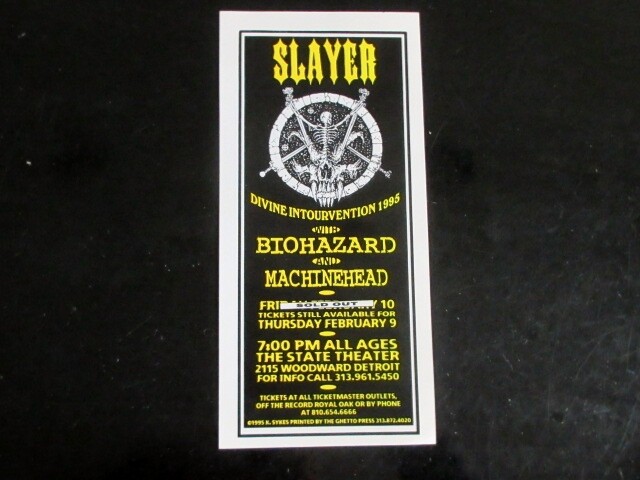 SLAYER
DIVINE INTOURVENTION 1995
WITH
BIOHAZARD
AND
MACHINEHEAD
SOLD OUT
10
TICKETS STILL AVAILABLE FOR
THURSDAY FEBRUARY 9
7:00 PM ALL AGES
THE STATE THEATER
2115 WOODWARD DETROIT
FOR INFO CALL 313.961.5450
TICKETS AT ALL TICKETMASTER OUTLETS,
OFF THE RECORD ROYAL OAK OR BY PHONE
AT 810.654.6666
©1995 K. SYKES PRINTED BY THE GHETTO PRESS 313.872.4020